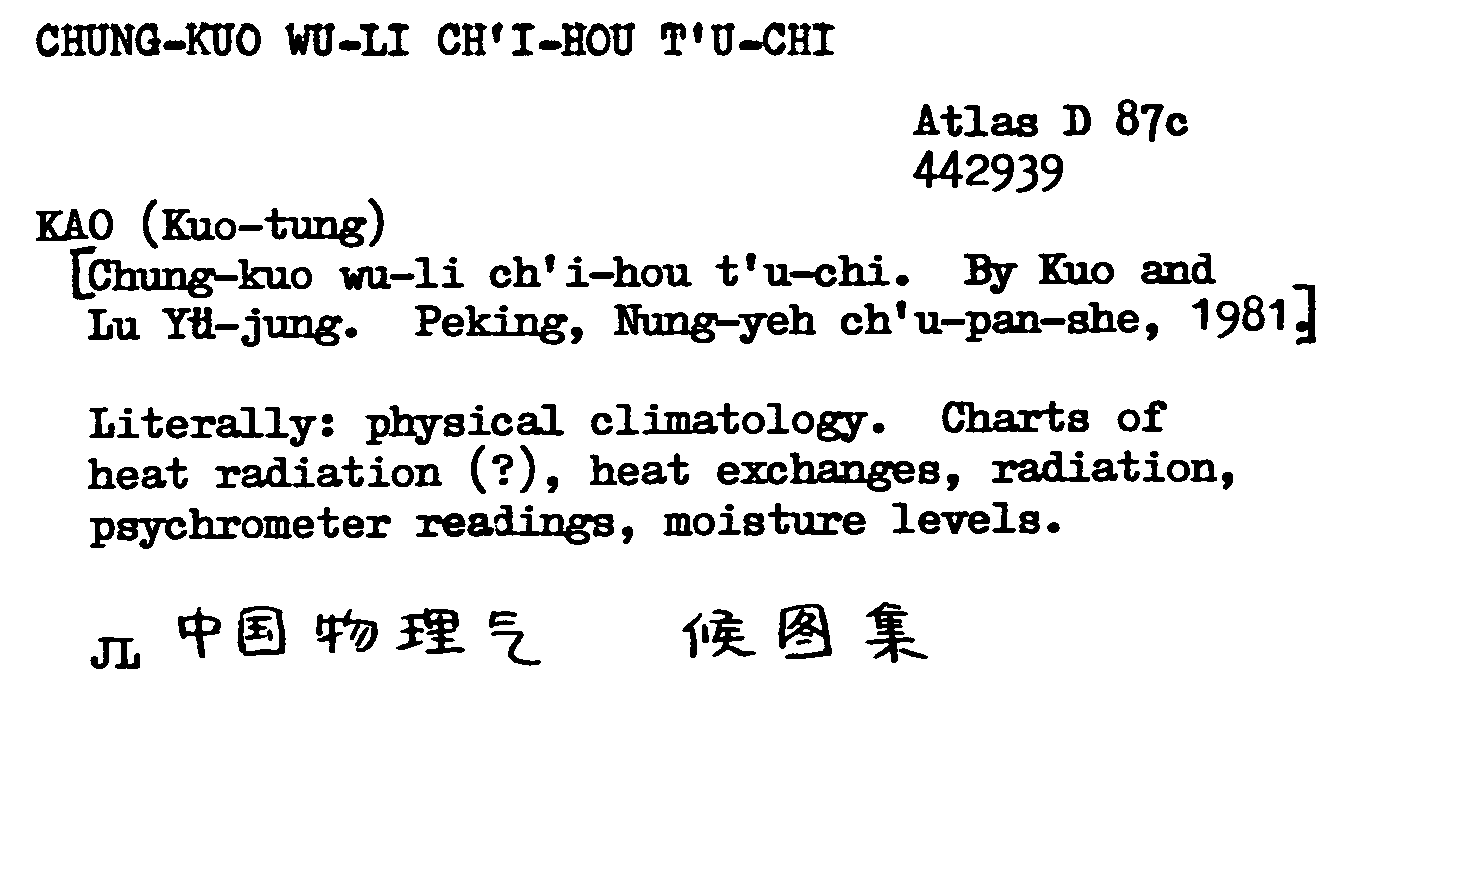 CHUNG-KUO WU-LI CH'I-HOU T'U-CHI
Atlas D 87c
442939
KAO (Kuo-tung)
[Chung-kuo wu-li ch'i-hou t'u-chi. By Kuo and
Lu Yü-jung. Peking, Nung-yeh ch'u-pan-she, 1981.]
Literally: physical climatology. Charts of
heat radiation (?), heat exchanges, radiation,
psychrometer readings, moisture levels.
JL 中国物理气 候图集